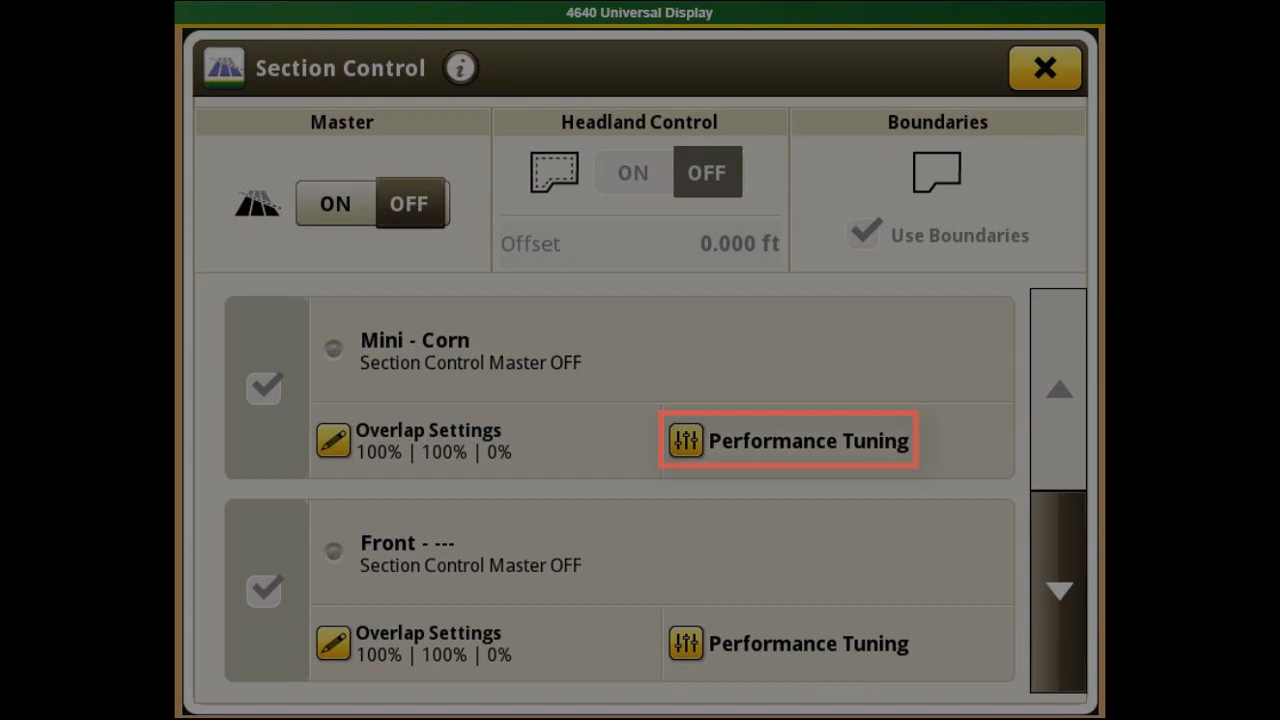 4640 Universal Display
Section Control
Master
Headland Control
Boundaries
ON OFF
ON OFF
Offset 0.000 ft
Use Boundaries
Mini - Corn
Section Control Master OFF
Overlap Settings
100% | 100% | 0%
Performance Tuning
Front - ---
Section Control Master OFF
Overlap Settings
100% | 100% | 0%
Performance Tuning